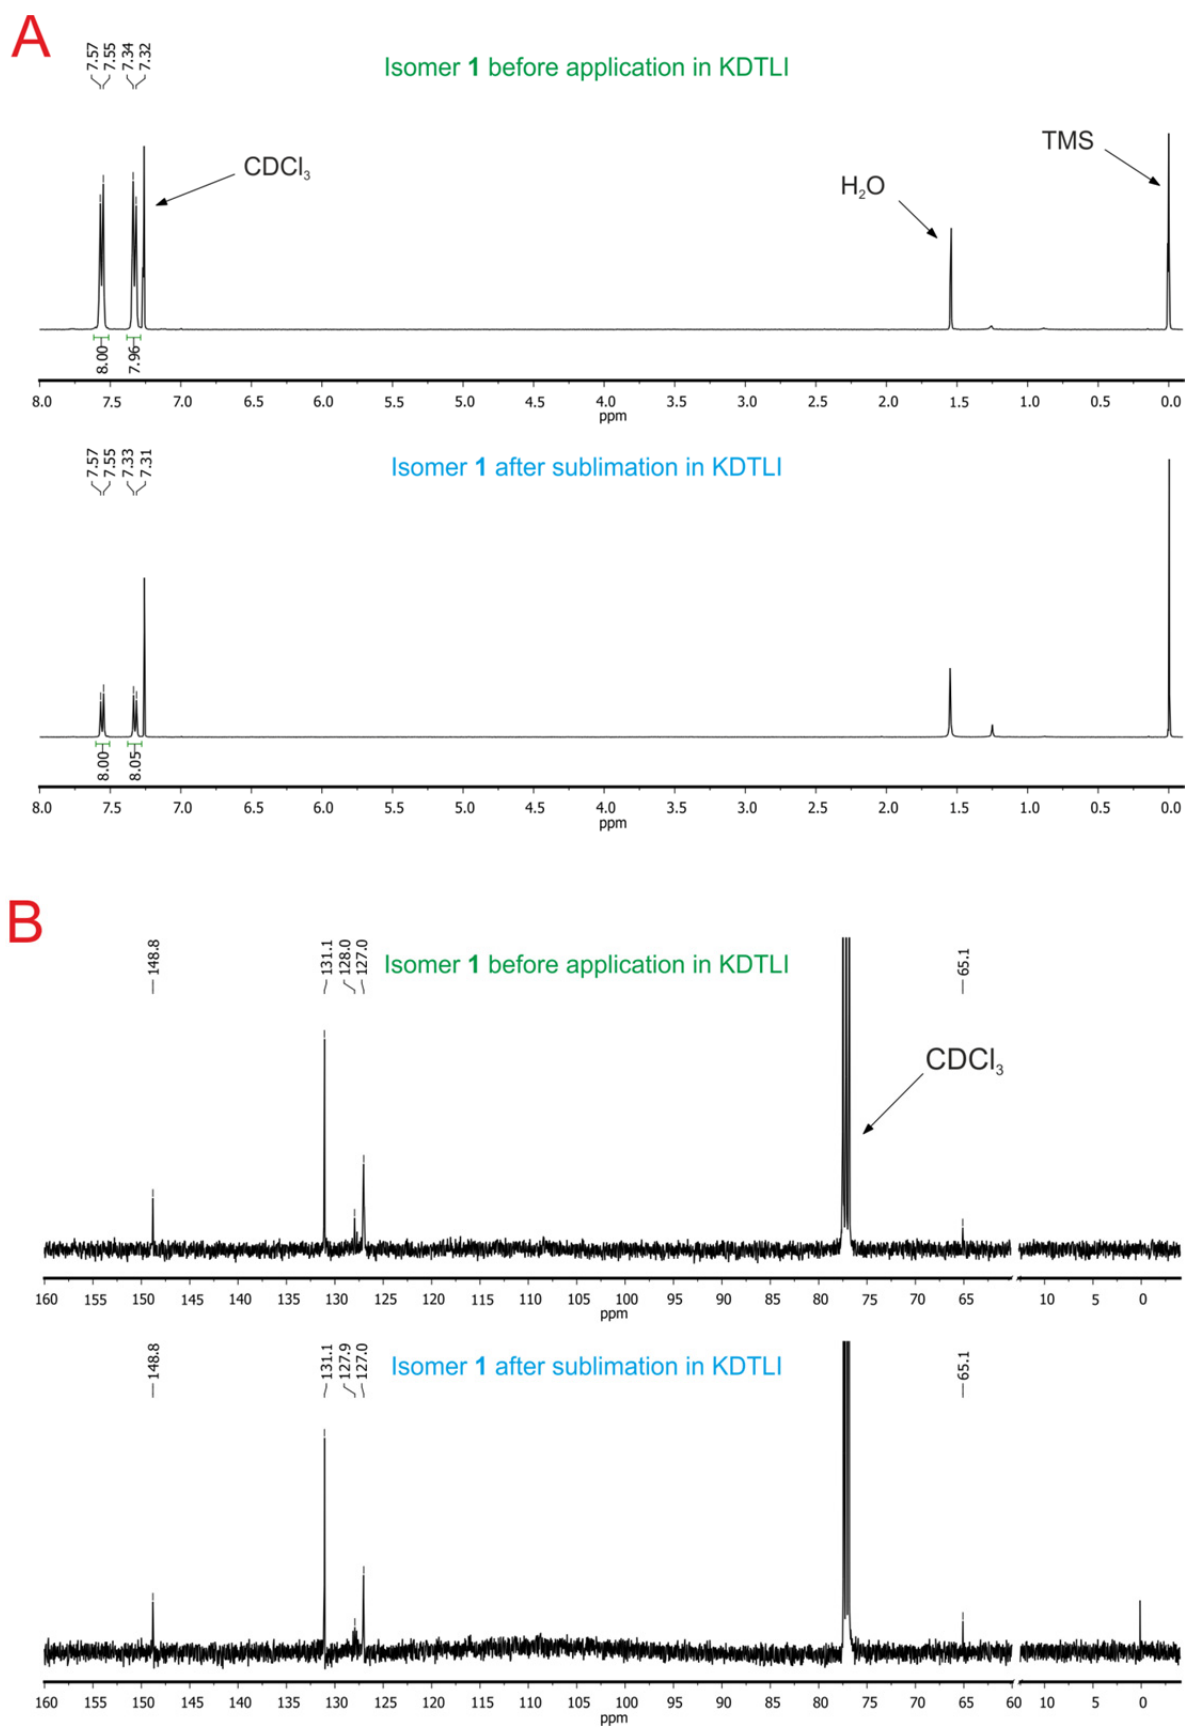 A
7.57
7.55
7.34
7.32
Isomer 1 before application in KDTLI
CDCl₃
H₂O
TMS
8.00
7.96
8.0 7.5 7.0 6.5 6.0 5.5 5.0 4.5 4.0 3.5 3.0 2.5 2.0 1.5 1.0 0.5 0.0
ppm
7.57
7.55
7.33
7.31
Isomer 1 after sublimation in KDTLI
8.00
8.05
8.0 7.5 7.0 6.5 6.0 5.5 5.0 4.5 4.0 3.5 3.0 2.5 2.0 1.5 1.0 0.5 0.0
ppm
B
148.8
131.1
128.0
127.0
Isomer 1 before application in KDTLI
65.1
CDCl₃
160 155 150 145 140 135 130 125 120 115 110 105 100 95 90 85 80 75 70 65 10 5 0
ppm
148.8
131.1
127.9
127.0
Isomer 1 after sublimation in KDTLI
65.1
160 155 150 145 140 135 130 125 120 115 110 105 100 95 90 85 80 75 70 65 60 10 5 0
ppm